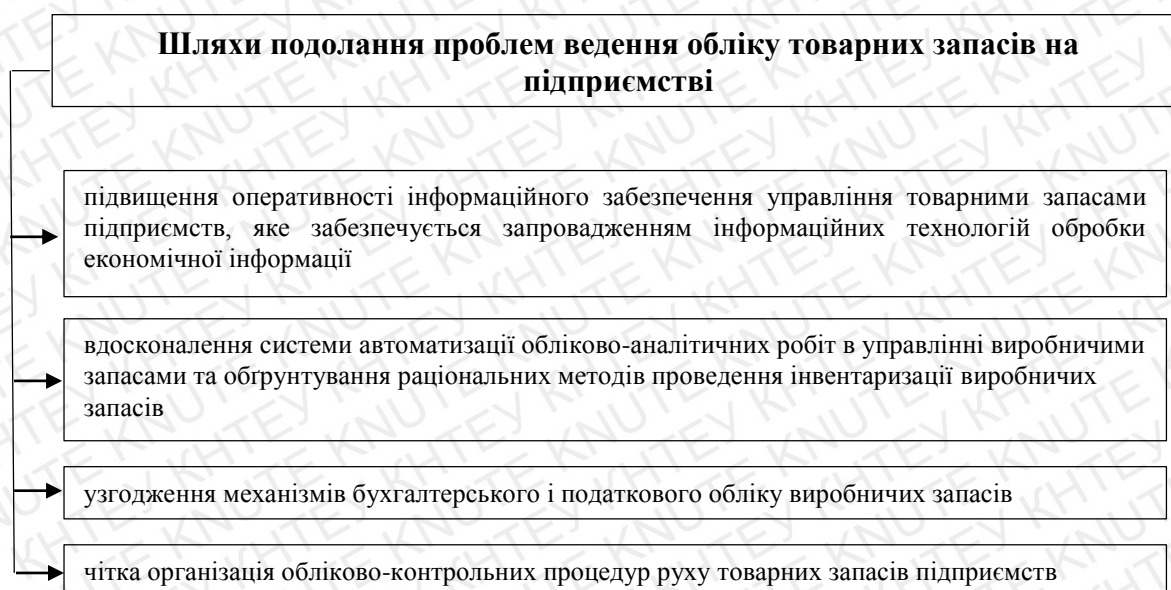 Шляхи подолання проблем ведення обліку товарних запасів на
підприємстві
підвищення оперативності інформаційного забезпечення управління товарними запасами
підприємств, яке забезпечується запровадженням інформаційних технологій обробки
економічної інформації
вдосконалення системи автоматизації обліково-аналітичних робіт в управлінні виробничими
запасами та обґрунтування раціональних методів проведення інвентаризації виробничих
запасів
узгодження механізмів бухгалтерського і податкового обліку виробничих запасів
чітка організація обліково-контрольних процедур руху товарних запасів підприємств